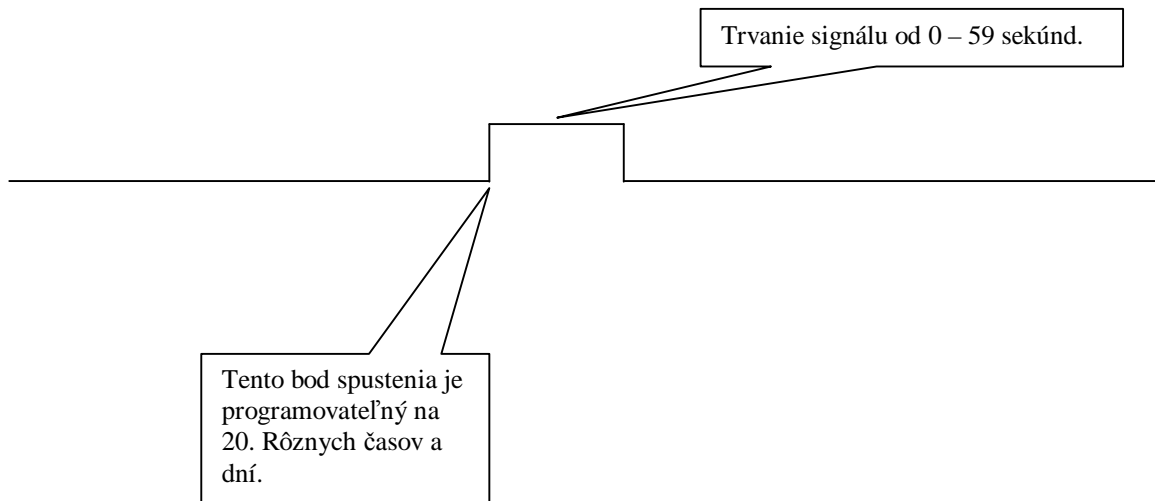 Trvanie signálu od 0 – 59 sekúnd.
Tento bod spustenia je
programovateľný na
20. Rôznych časov a
dní.